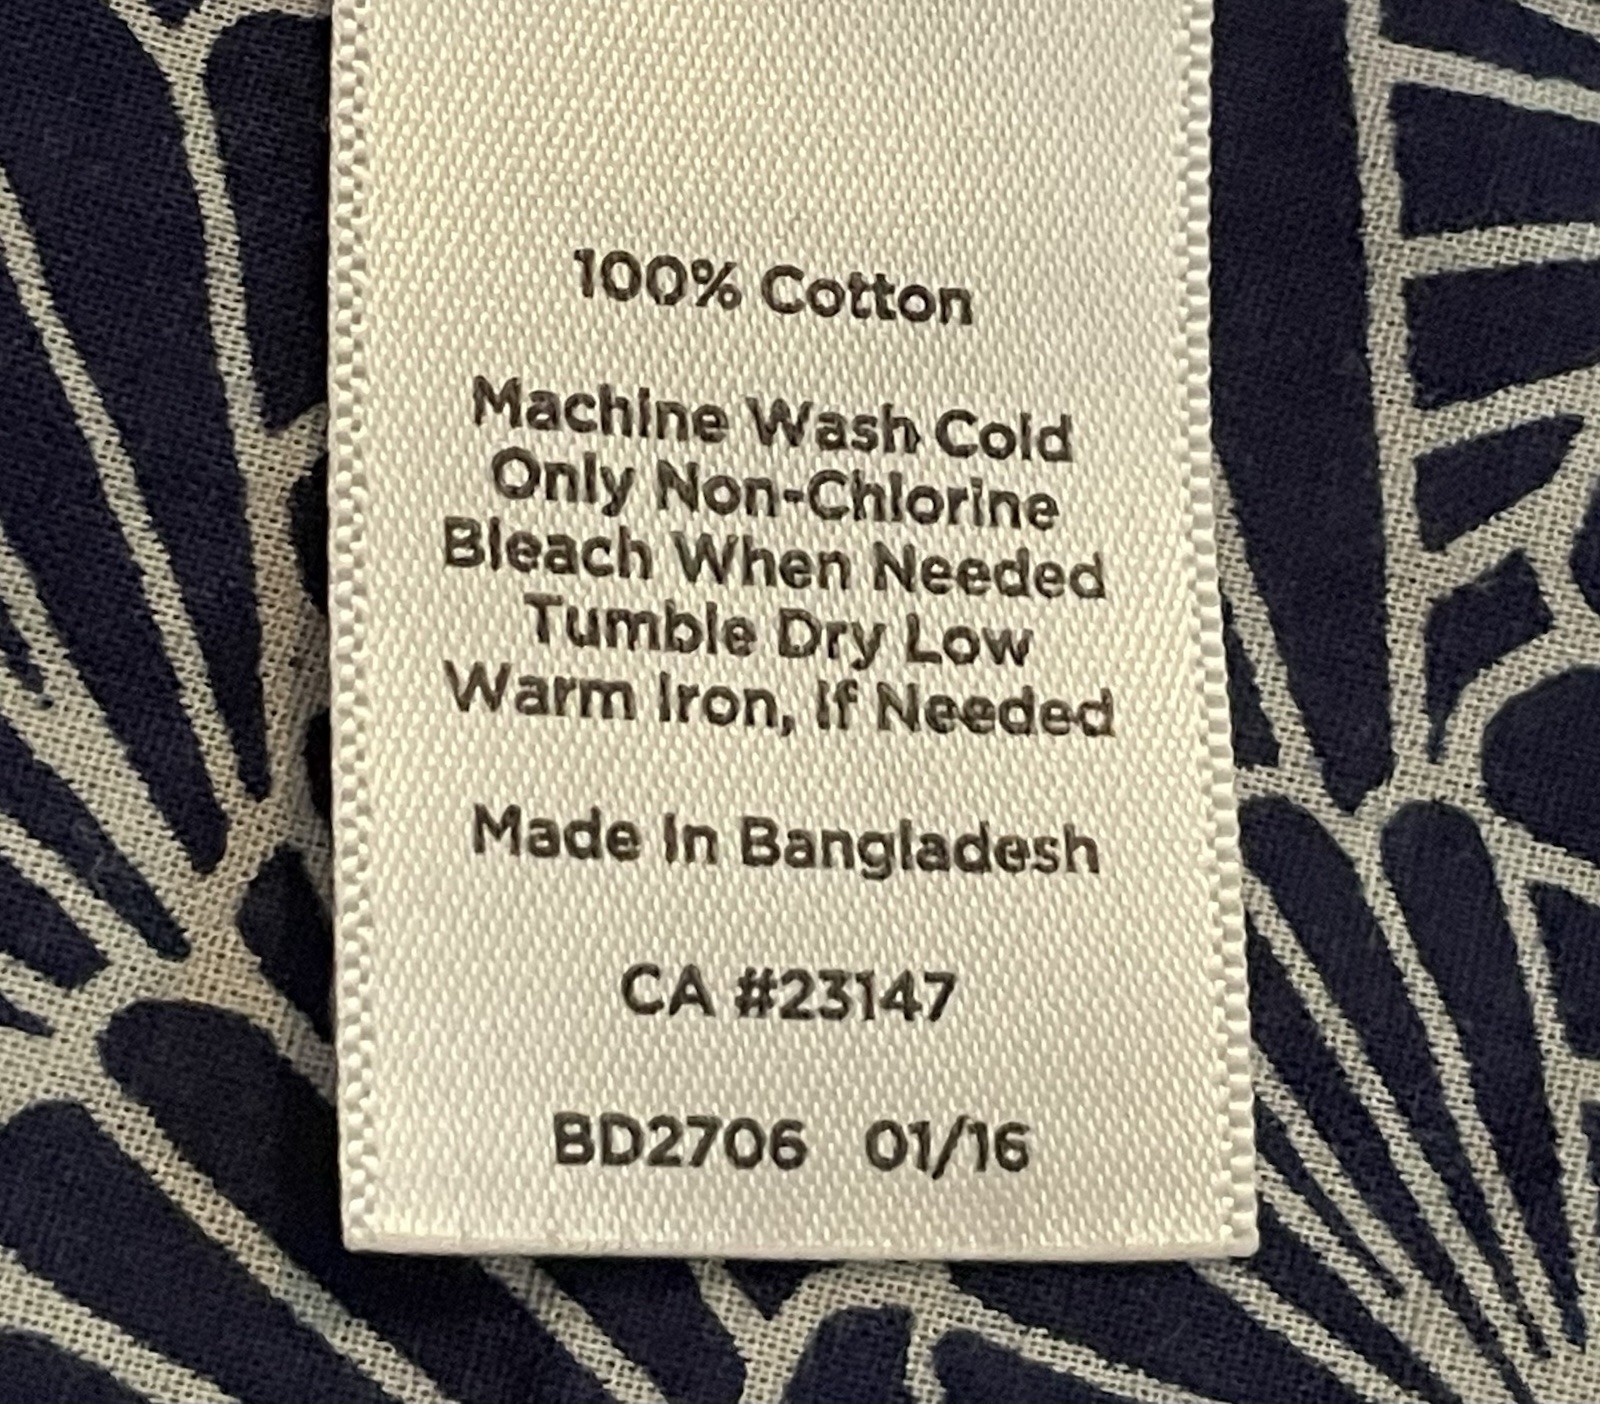 100% Cotton
Machine Wash Cold
Only Non-Chlorine
Bleach When Needed
Tumble Dry Low
Warm Iron, If Needed
Made In Bangladesh
CA #23147
BD2706 01/16